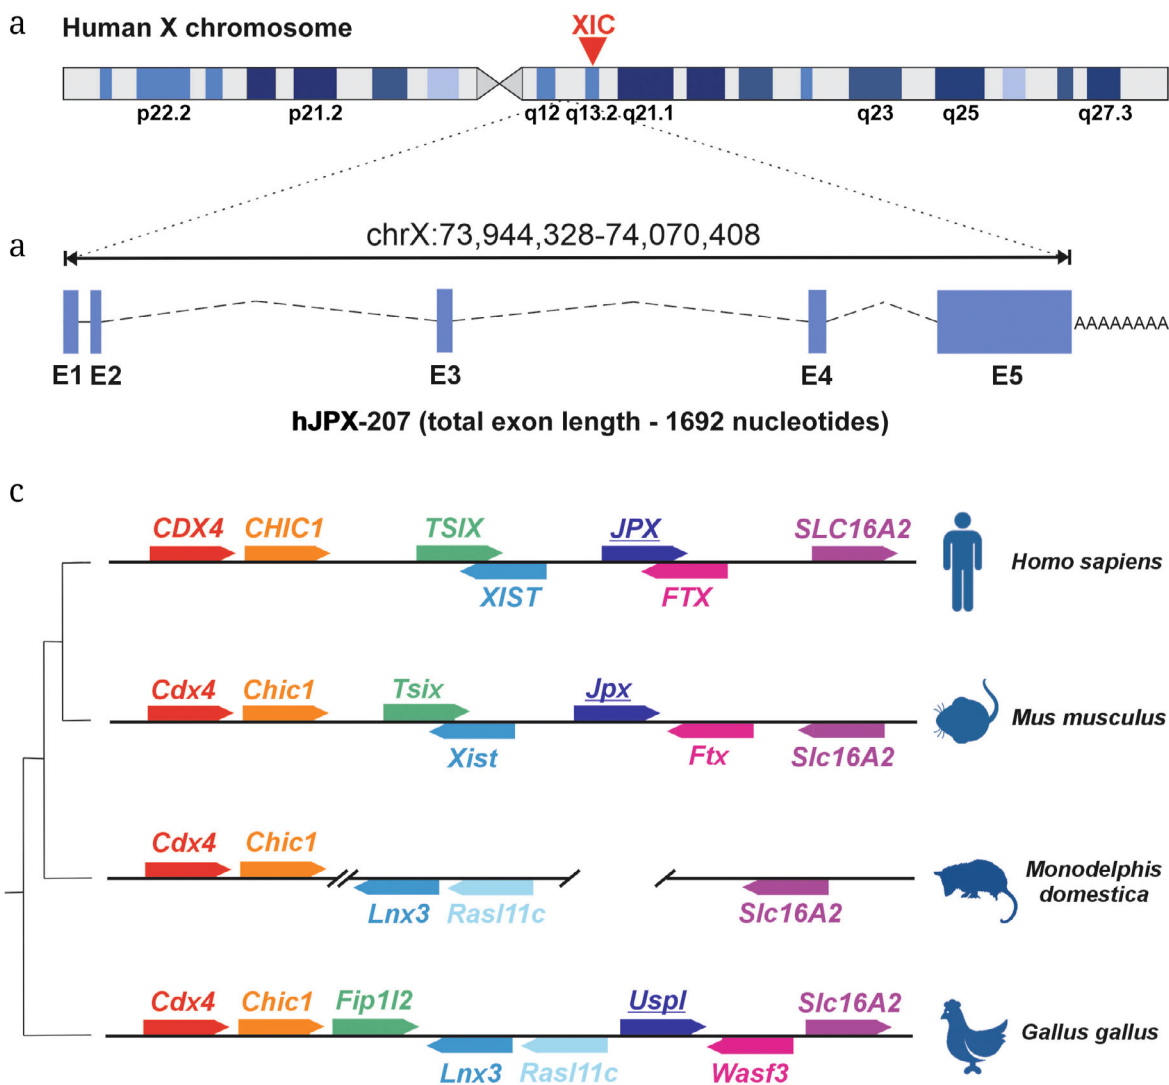 a
Human X chromosome
XIC
p22.2 p21.2 q12 q13.2 q21.1 q23 q25 q27.3
a
chrX:73,944,328-74,070,408
AAAAAAAA
E1 E2 E3 E4 E5
hJPX-207 (total exon length - 1692 nucleotides)
c
CDX4 CHIC1 TSIX JPX SLC16A2
Homo sapiens
XIST FTX
Cdx4 Chic1 Tsix Jpx
Mus musculus
Xist Ftx Slc16A2
Cdx4 Chic1
Monodelphis
domestica
Lnx3 Rasl11c Slc16A2
Cdx4 Chic1 Fip1l2 Uspl Slc16A2
Gallus gallus
Lnx3 Rasl11c Wasf3